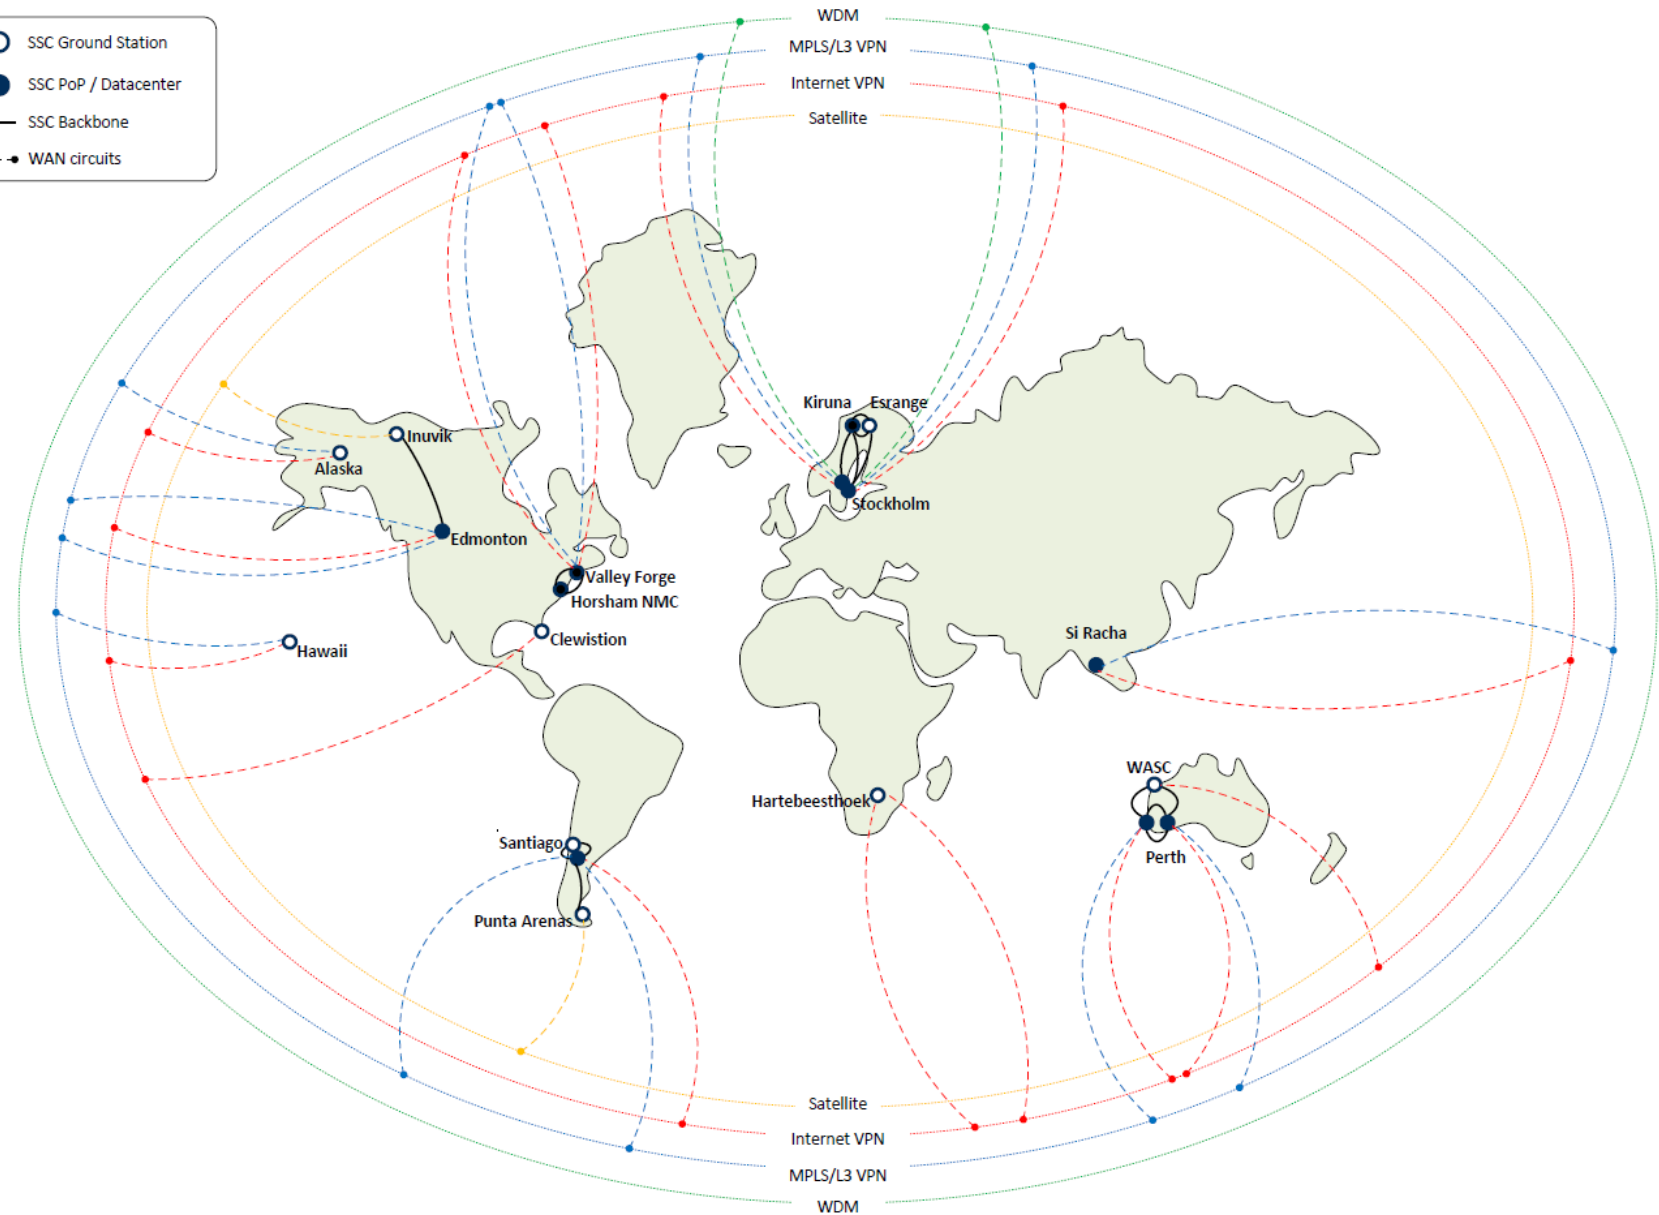 WDM
MPLS/L3 VPN
Internet VPN
Satellite
SSC Ground Station
SSC PoP / Datacenter
SSC Backbone
WAN circuits
Kiruna
Esrange
Inuvik
Alaska
Stockholm
Edmonton
Valley Forge
Horsham NMC
Clewistion
Hawaii
Si Racha
WASC
Hartebeesthoek
Santiago
Perth
Punta Arenas
Satellite
Internet VPN
MPLS/L3 VPN
WDM